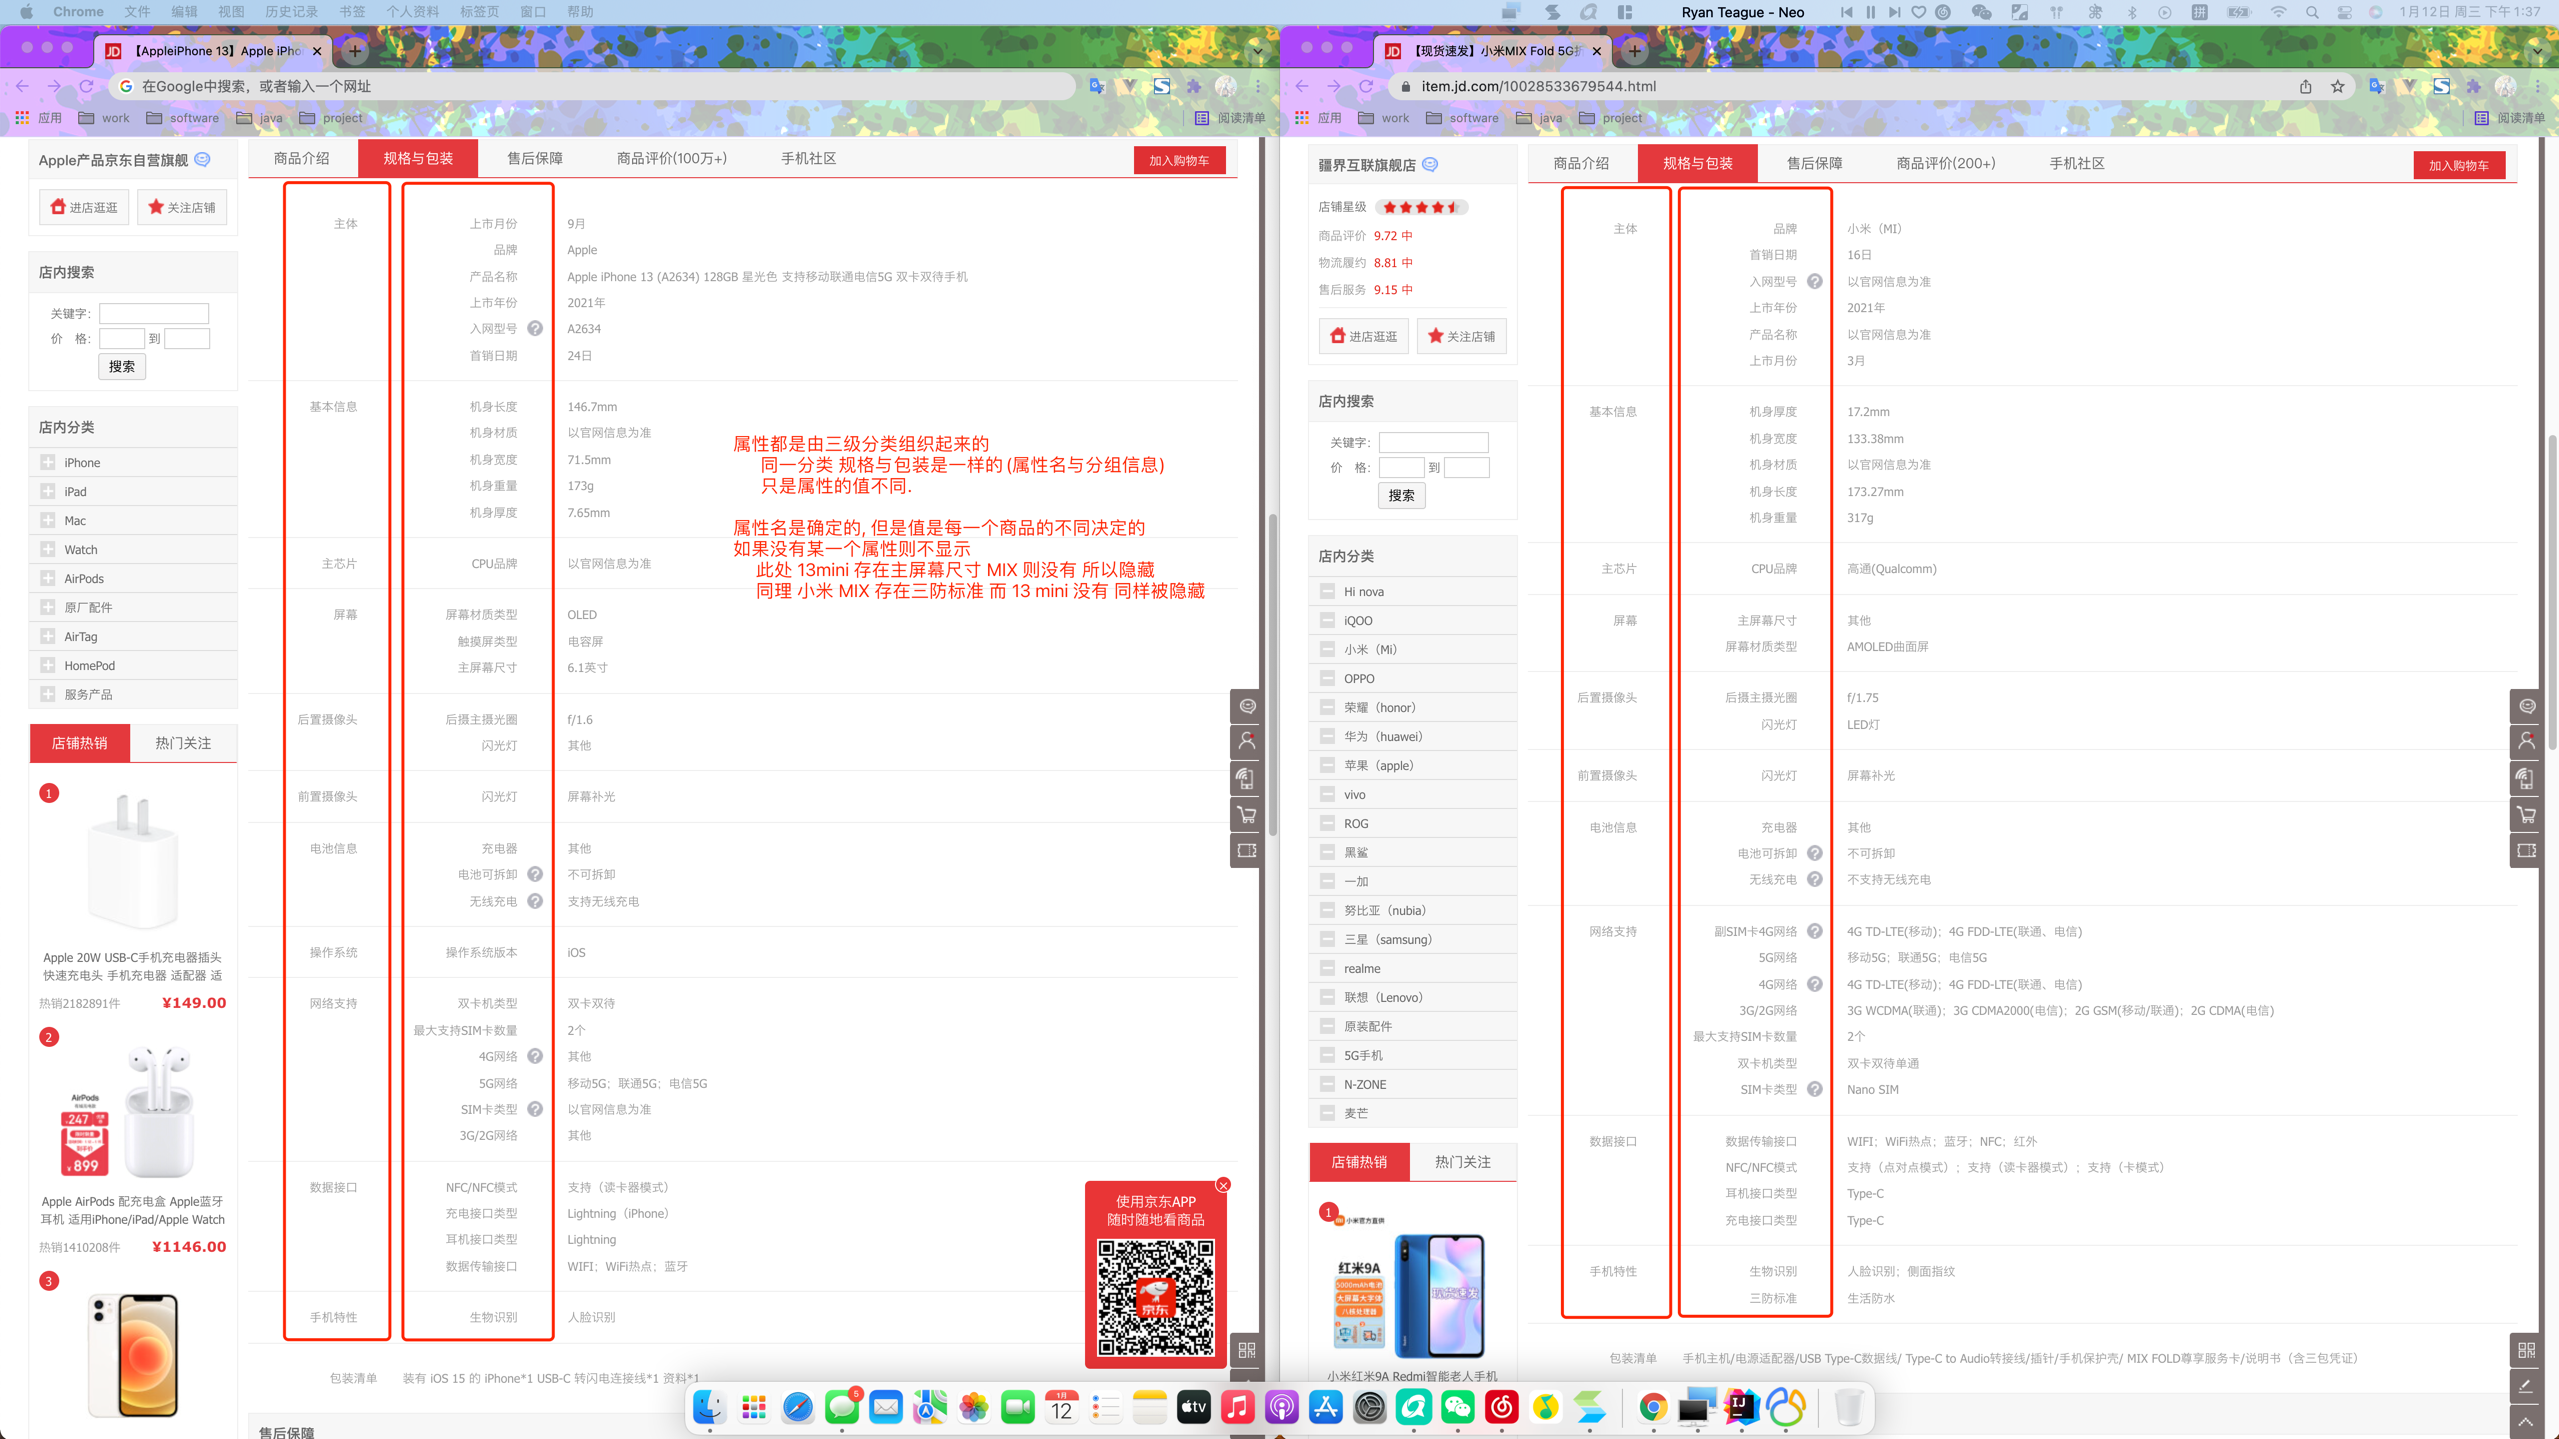 Chrome 文件 编辑 视图 历史记录 书签 个人资料 标签页 窗口 帮助
Ryan Teague - Neo
1月12日 周三 下午 1:37
【AppleiPhone 13】Apple iPho
在Google中搜索，或者输入一个网址
应用 work software java project 阅读清单
Apple产品京东自营旗舰
进店逛逛 关注店铺
店内搜索
关键字：
价 格： 到
搜索
店内分类
iPhone
iPad
Mac
Watch
AirPods
原厂配件
AirTag
HomePod
服务产品
店铺热销 热门关注
1
Apple 20W USB-C手机充电器插头
快速充电头 手机充电器 适配器 适
热销2182891件 ¥149.00
2
AirPods
247
899
Apple AirPods 配充电盒 Apple蓝牙
耳机 适用iPhone/iPad/Apple Watch
热销1410208件 ¥1146.00
3
商品介绍 规格与包装 售后保障 商品评价(100万+) 手机社区 加入购物车
主体 上市月份 9月
品牌 Apple
产品名称 Apple iPhone 13 (A2634) 128GB 星光色 支持移动联通电信5G 双卡双待手机
上市年份 2021年
入网型号 A2634
首销日期 24日
基本信息 机身长度 146.7mm
机身材质 以官网信息为准
机身宽度 71.5mm
机身重量 173g
机身厚度 7.65mm
主芯片 CPU品牌 以官网信息为准
屏幕 屏幕材质类型 OLED
触摸屏类型 电容屏
主屏幕尺寸 6.1英寸
后置摄像头 后摄主摄光圈 f/1.6
闪光灯 其他
前置摄像头 闪光灯 屏幕补光
电池信息 充电器 其他
电池可拆卸 不可拆卸
无线充电 支持无线充电
操作系统 操作系统版本 iOS
网络支持 双卡机类型 双卡双待
最大支持SIM卡数量 2个
4G网络 其他
5G网络 移动5G；联通5G；电信5G
SIM卡类型 以官网信息为准
3G/2G网络 其他
数据接口 NFC/NFC模式 支持（读卡器模式）
充电接口类型 Lightning（iPhone）
耳机接口类型 Lightning
数据传输接口 WIFI；WiFi热点；蓝牙
手机特性 生物识别 人脸识别
包装清单 装有 iOS 15 的 iPhone*1 USB-C 转闪电连接线*1 资料*1
售后保障
属性都是由三级分类组织起来的
同一分类 规格与包装是一样的 (属性名与分组信息)
只是属性的值不同.
属性名是确定的, 但是值是每一个商品的不同决定的
如果没有某一个属性则不显示
此处 13mini 存在主屏幕尺寸 MIX 则没有 所以隐藏
同理 小米 MIX 存在三防标准 而 13 mini 没有 同样被隐藏
使用京东APP
随时随地看商品
京东
【现货速发】小米MIX Fold 5G折
item.jd.com/10028533679544.html
应用 work software java project 阅读清单
疆界互联旗舰店
店铺星级
商品评价 9.72 中
物流履约 8.81 中
售后服务 9.15 中
进店逛逛 关注店铺
店内搜索
关键字：
价 格： 到
搜索
店内分类
Hi nova
iQOO
小米（Mi）
OPPO
荣耀（honor）
华为（huawei）
苹果（apple）
vivo
ROG
黑鲨
一加
努比亚（nubia）
三星（samsung）
realme
联想（Lenovo）
原装配件
5G手机
N-ZONE
麦芒
店铺热销 热门关注
1
小米官方直供
红米9A
5000mAh电池
大屏幕大字体
八核处理器
现货速发
小米红米9A Redmi智能老人手机
商品介绍 规格与包装 售后保障 商品评价(200+) 手机社区 加入购物车
主体 品牌 小米（MI）
首销日期 16日
入网型号 以官网信息为准
上市年份 2021年
产品名称 以官网信息为准
上市月份 3月
基本信息 机身厚度 17.2mm
机身宽度 133.38mm
机身材质 以官网信息为准
机身长度 173.27mm
机身重量 317g
主芯片 CPU品牌 高通(Qualcomm)
屏幕 主屏幕尺寸 其他
屏幕材质类型 AMOLED曲面屏
后置摄像头 后摄主摄光圈 f/1.75
闪光灯 LED灯
前置摄像头 闪光灯 屏幕补光
电池信息 充电器 其他
电池可拆卸 不可拆卸
无线充电 不支持无线充电
网络支持 副SIM卡4G网络 4G TD-LTE(移动)；4G FDD-LTE(联通、电信)
5G网络 移动5G；联通5G；电信5G
4G网络 4G TD-LTE(移动)；4G FDD-LTE(联通、电信)
3G/2G网络 3G WCDMA(联通)；3G CDMA2000(电信)；2G GSM(移动/联通)；2G CDMA(电信)
最大支持SIM卡数量 2个
双卡机类型 双卡双待单通
SIM卡类型 Nano SIM
数据接口 数据传输接口 WIFI；WiFi热点；蓝牙；NFC；红外
NFC/NFC模式 支持（点对点模式）；支持（读卡器模式）；支持（卡模式）
耳机接口类型 Type-C
充电接口类型 Type-C
手机特性 生物识别 人脸识别；侧面指纹
三防标准 生活防水
包装清单 手机主机/电源适配器/USB Type-C数据线/ Type-C to Audio转接线/插针/手机保护壳/ MIX FOLD尊享服务卡/说明书（含三包凭证）
5
1月
12
tv
IJ